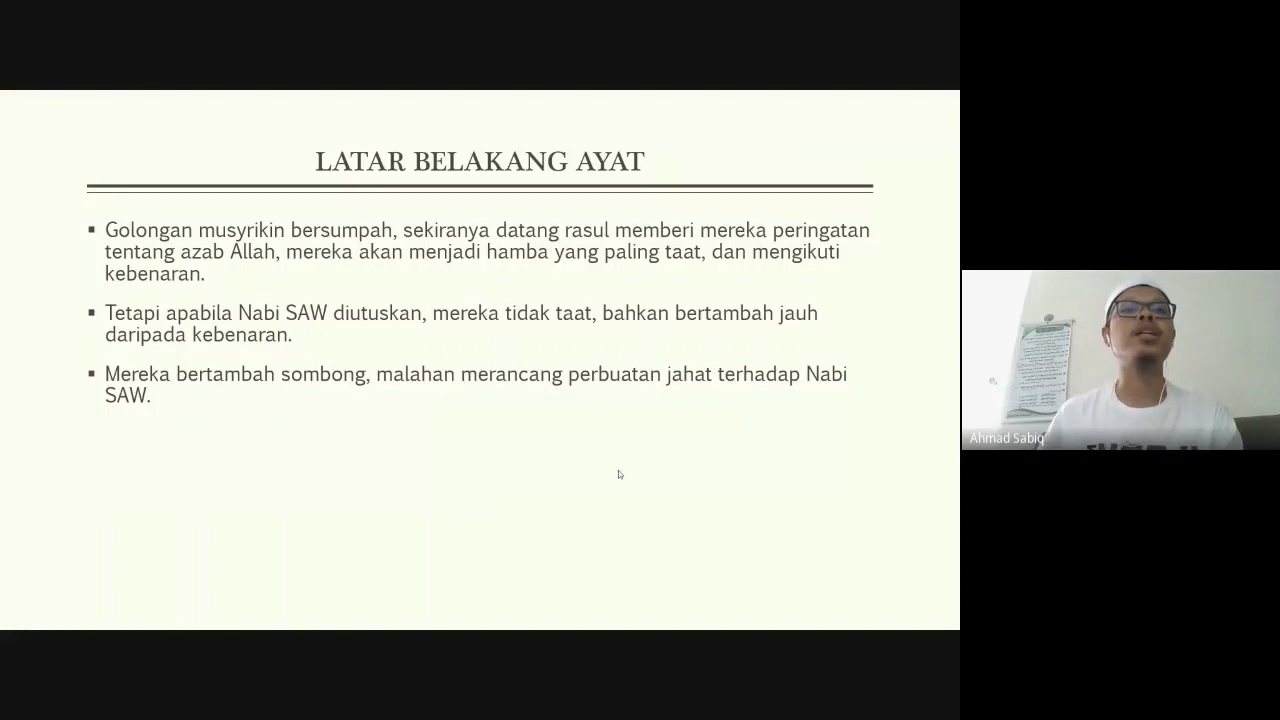 LATAR BELAKANG AYAT
▪ Golongan musyrikin bersumpah, sekiranya datang rasul memberi mereka peringatan
tentang azab Allah, mereka akan menjadi hamba yang paling taat, dan mengikuti
kebenaran.
▪ Tetapi apabila Nabi SAW diutuskan, mereka tidak taat, bahkan bertambah jauh
daripada kebenaran.
▪ Mereka bertambah sombong, malahan merancang perbuatan jahat terhadap Nabi
SAW.
Ahmad Sabiq